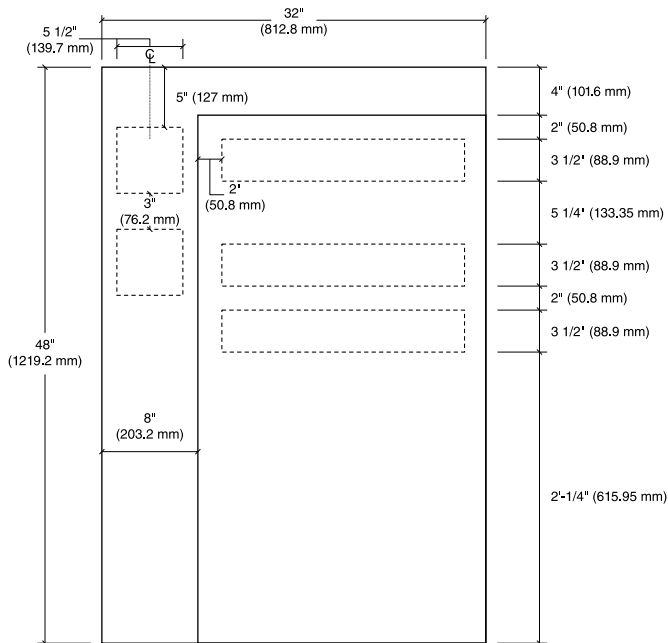 32"
(812.8 mm)
5 1/2"
(139.7 mm)
℄
5" (127 mm)
4" (101.6 mm)
2" (50.8 mm)
3 1/2" (88.9 mm)
2"
(50.8 mm)
3"
(76.2 mm)
5 1/4" (133.35 mm)
3 1/2" (88.9 mm)
2" (50.8 mm)
3 1/2" (88.9 mm)
48"
(1219.2 mm)
8"
(203.2 mm)
2'-1/4" (615.95 mm)